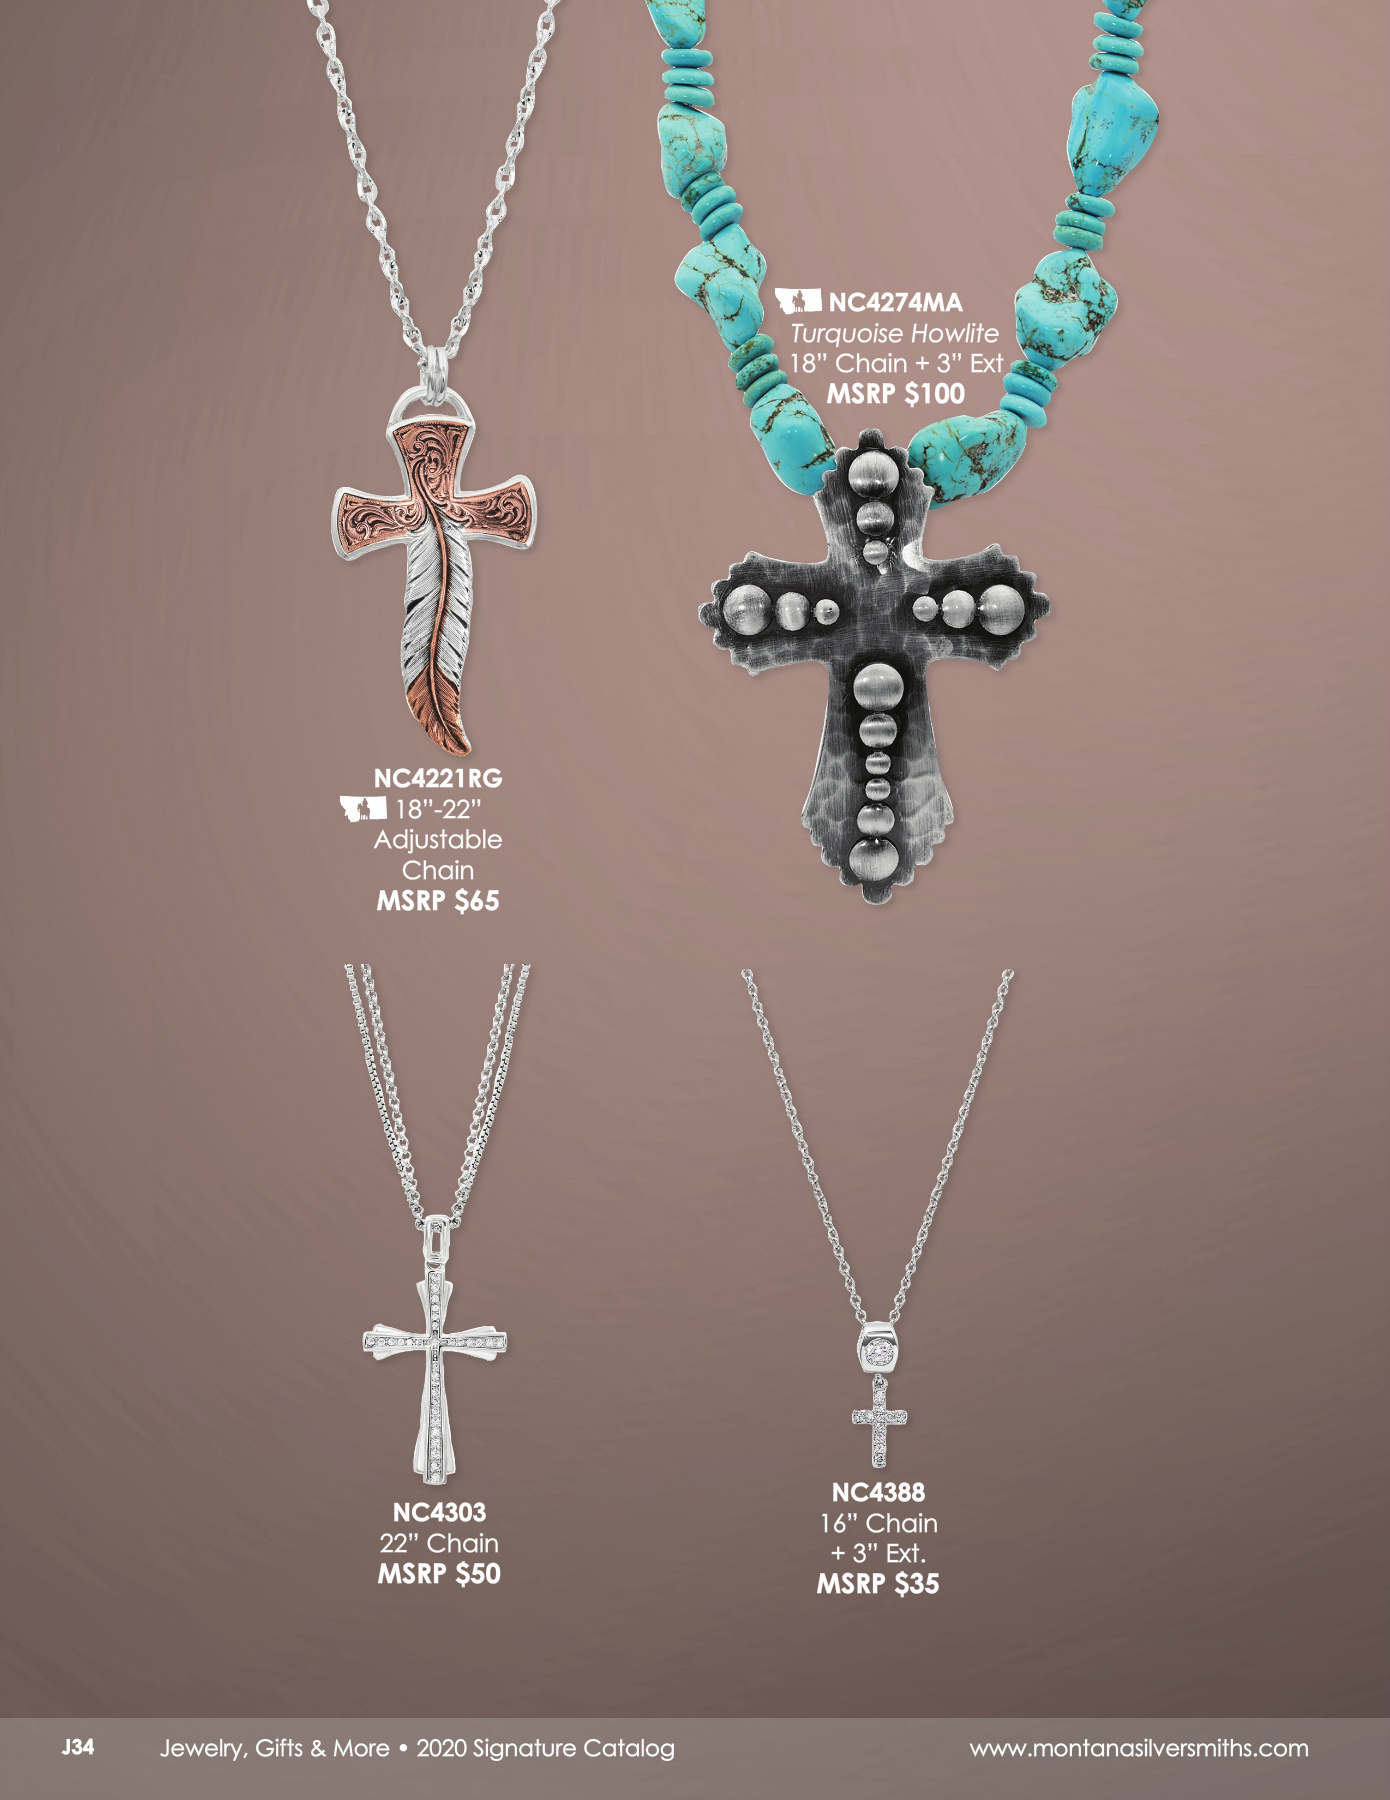 NC4274MA
Turquoise Howlite
18” Chain + 3” Ext
MSRP $100
NC4221RG
18”-22”
Adjustable
Chain
MSRP $65
NC4303
22” Chain
MSRP $50
NC4388
16” Chain
+ 3” Ext.
MSRP $35
J34 Jewelry, Gifts & More • 2020 Signature Catalog www.montanasilversmiths.com